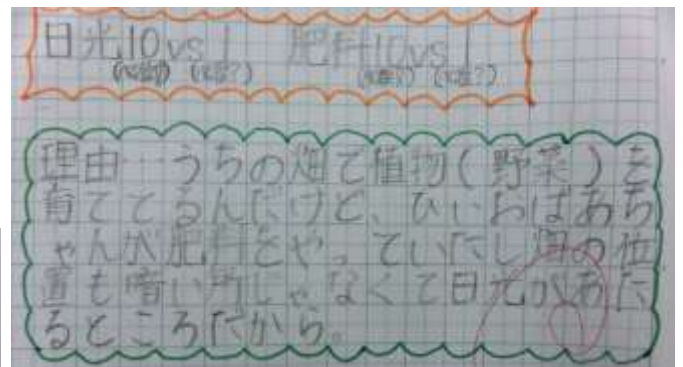 日光10vs1 肥料10vs1
理由…うちの畑で植物(野菜)を
育ててるんだけど、ひいおばあち
ゃんが肥料をやっていたし畑の位
置も暗い所じゃなくて日光があた
るところだから。